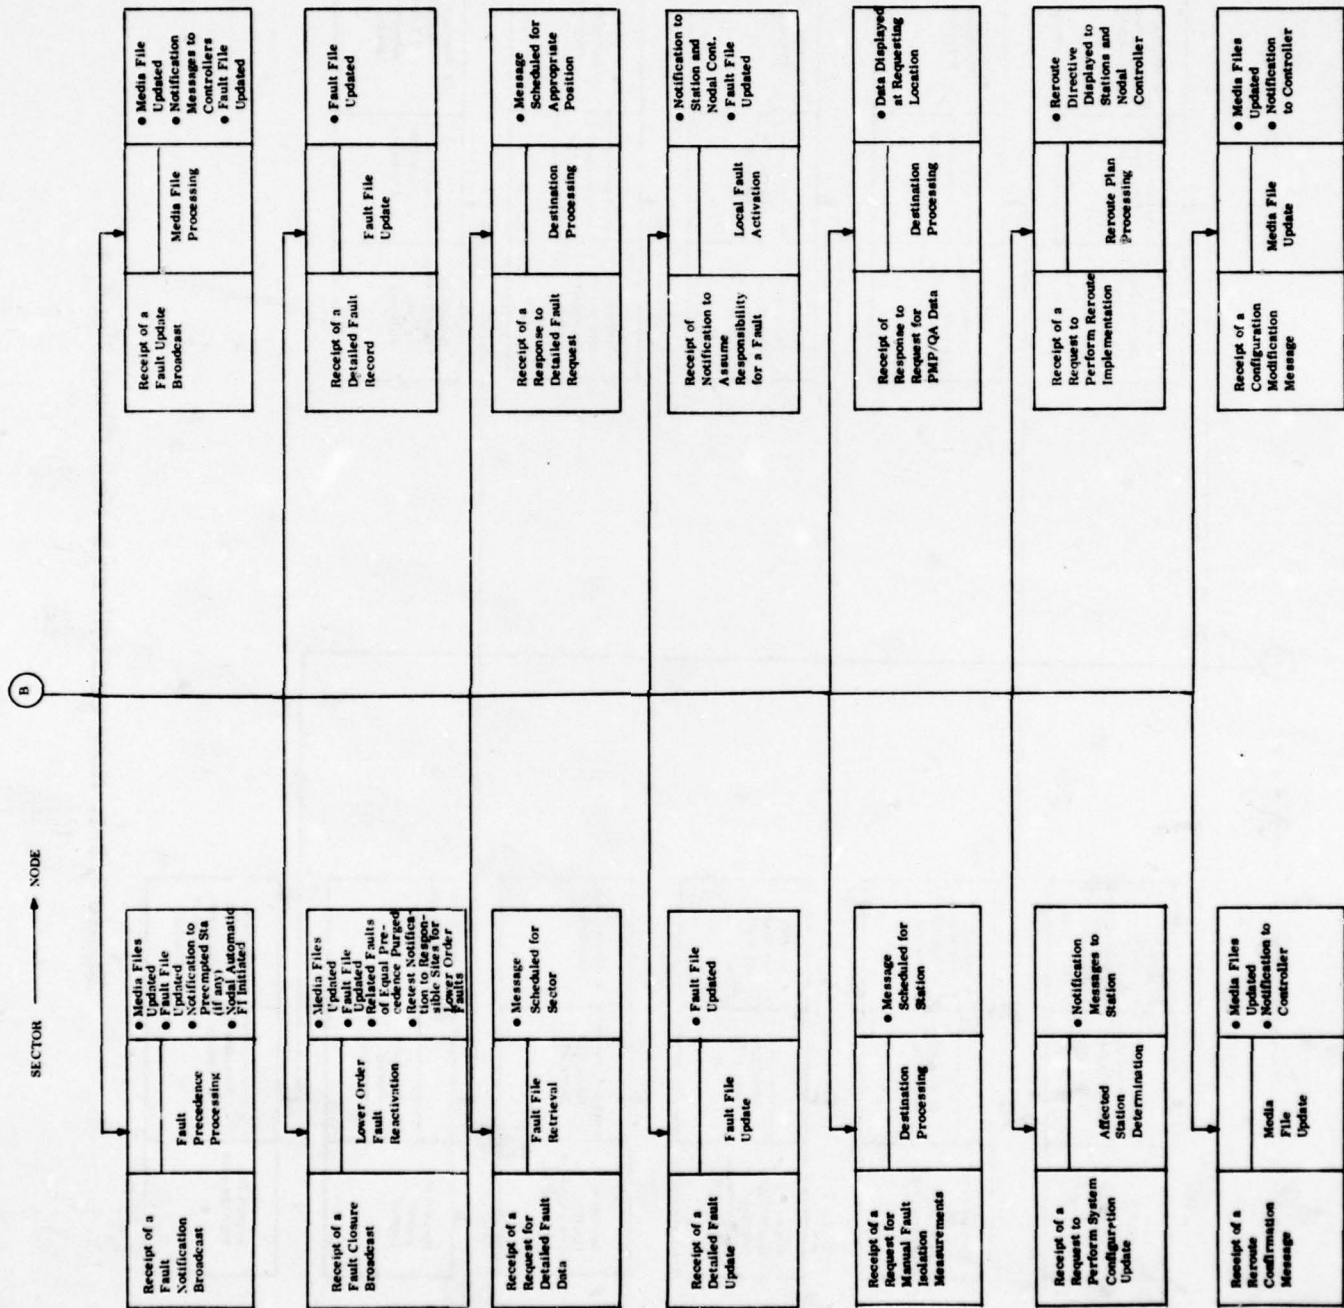 B
SECTOR → NODE
Receipt of a
Fault
Notification
Broadcast
Fault
Precedence
Processing
● Media Files
Updated
● Fault File
Updated
● Notification to
Preempted Sta
(if any)
● Nodal Automatic
FI Initiated
Receipt of a
Fault Update
Broadcast
Media File
Processing
● Media File
Updated
● Notification
Messages to
Controllers
● Fault File
Updated
Receipt of a
Fault Closure
Broadcast
Lower Order
Fault
Reactivation
● Media Files
Updated
● Fault File
Updated
● Related Faults
of Equal Pre-
cedence Purged
● Retest Notifica-
tion to Respon-
sible Sites for
Lower Order
Faults
Receipt of a
Detailed Fault
Record
Fault File
Update
● Fault File
Updated
Receipt of a
Request for
Detailed Fault
Data
Fault File
Retrieval
● Message
Scheduled for
Sector
Receipt of a
Response to
Detailed Fault
Request
Destination
Processing
● Message
Scheduled for
Appropriate
Position
Receipt of a
Detailed Fault
Update
Fault File
Update
● Fault File
Updated
Receipt of
Notification to
Assume
Responsibility
for a Fault
Local Fault
Activation
● Notification to
Station and
Nodal Cont.
● Fault File
Updated
Receipt of a
Request for
Manual Fault
Isolation
Measurements
Destination
Processing
● Message
Scheduled for
Station
Receipt of
Response to
Request for
PMP/QA Data
Destination
Processing
● Data Displayed
at Requesting
Location
Receipt of a
Request to
Perform System
Configurtion
Update
Affected
Station
Determination
● Notification
Messages to
Station
Receipt of a
Request to
Perform Reroute
Implementation
Reroute Plan
Processing
● Reroute
Directive
Displayed to
Stations and
Nodal
Controller
Receipt of a
Reroute
Confirmation
Message
Media
File
Update
● Media Files
Updated
● Notification to
Controller
Receipt of a
Configuration
Modification
Message
Media File
Update
● Media Files
Updated
● Notification
to Controller